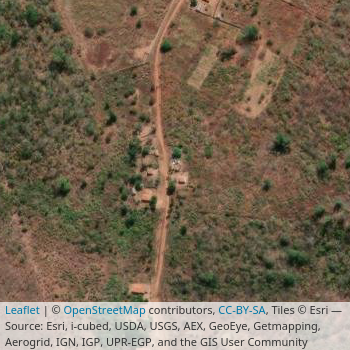 Leaflet | © OpenStreetMap contributors, CC-BY-SA, Tiles © Esri —
Source: Esri, i-cubed, USDA, USGS, AEX, GeoEye, Getmapping,
Aerogrid, IGN, IGP, UPR-EGP, and the GIS User Community